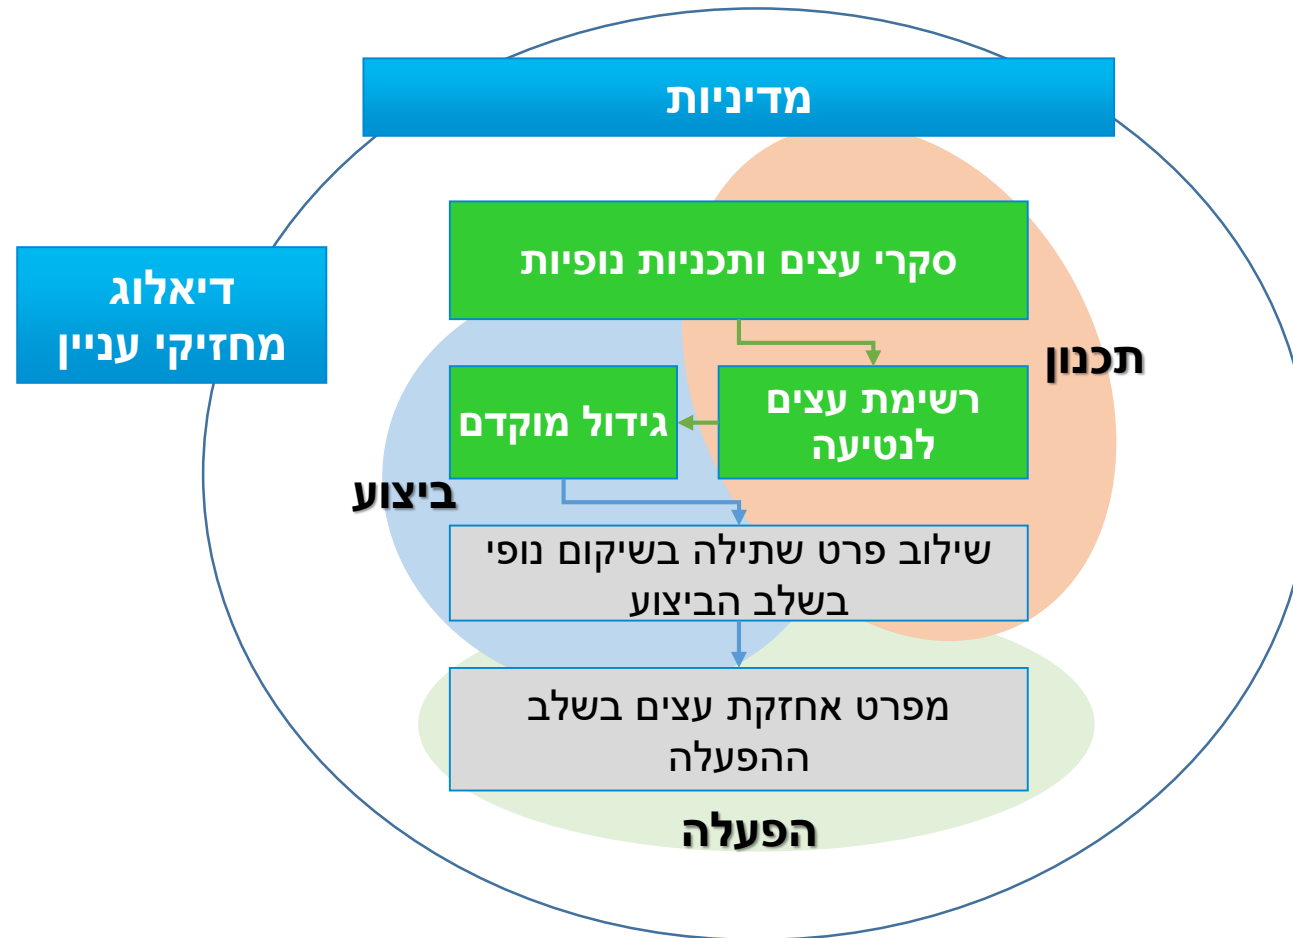 מדיניות
סקרי עצים ותכניות נופיות
דיאלוג
מחזיקי עניין
תכנון
רשימת עצים
לנטיעה
גידול מוקדם
ביצוע
שילוב פרט שתילה בשיקום נופי
בשלב הביצוע
מפרט אחזקת עצים בשלב
ההפעלה
הפעלה